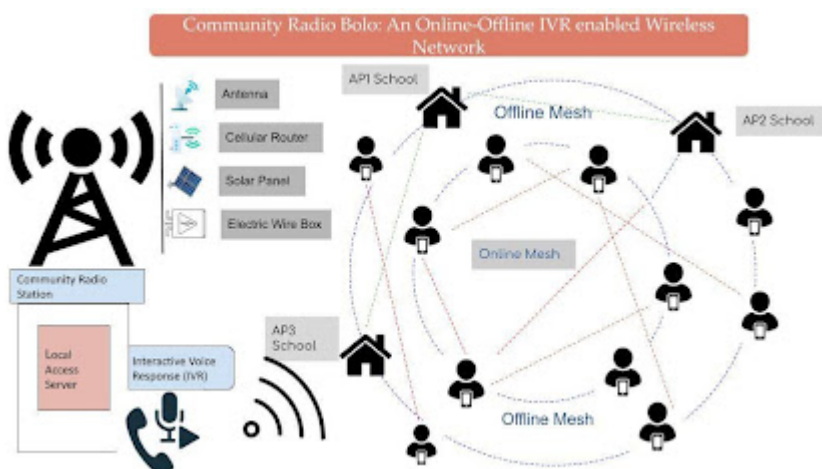 Community Radio Bolo: An Online-Offline IVR enabled Wireless
Network
Antenna
Cellular Router
Solar Panel
Electric Wire Box
Community Radio
Station
Local
Access
Server
Interactive Voice
Response (IVR)
AP1 School
Offline Mesh
AP2 School
Online Mesh
AP3
School
Offline Mesh